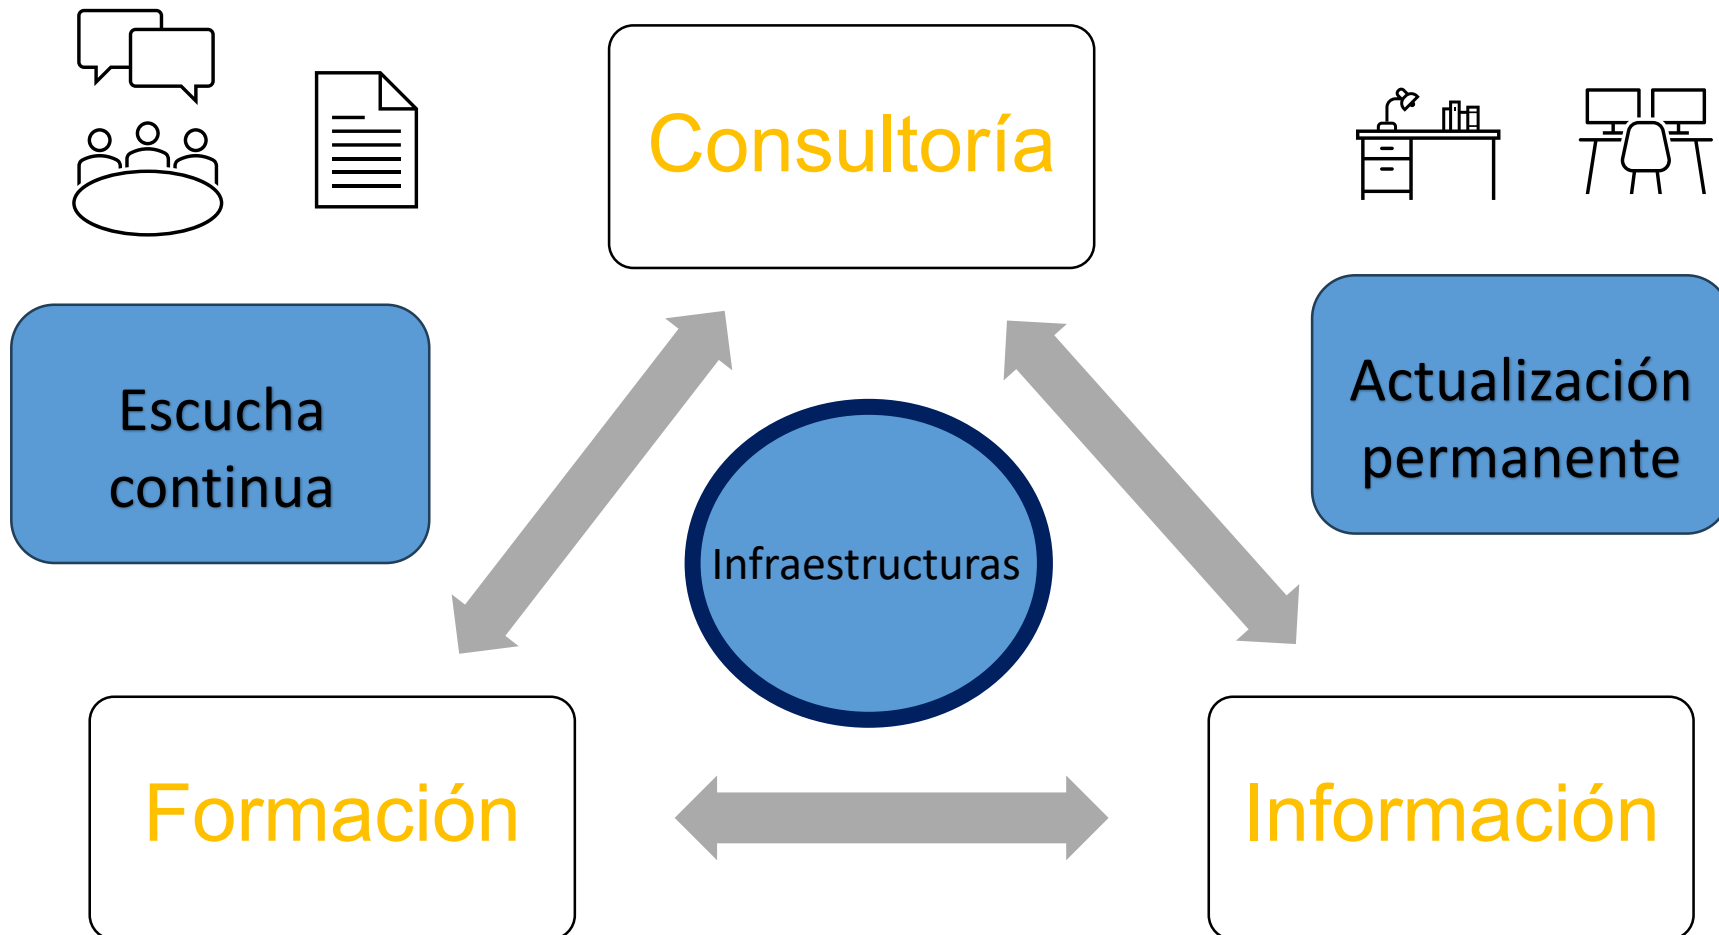 Consultoría
Escucha
continua
Actualización
permanente
Infraestructuras
Formación
Información